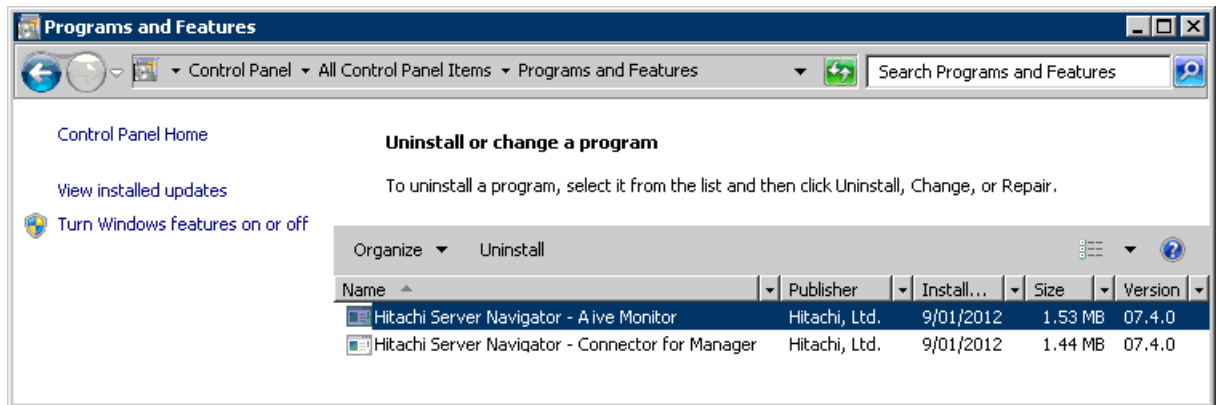 Programs and Features
Control Panel All Control Panel Items Programs and Features Search Programs and Features
Control Panel Home
Uninstall or change a program
View installed updates
To uninstall a program, select it from the list and then click Uninstall, Change, or Repair.
Turn Windows features on or off
Organize Uninstall
Name Publisher Install... Size Version
Hitachi Server Navigator - Alive Monitor Hitachi, Ltd. 9/01/2012 1.53 MB 07.4.0
Hitachi Server Navigator - Connector for Manager Hitachi, Ltd. 9/01/2012 1.44 MB 07.4.0